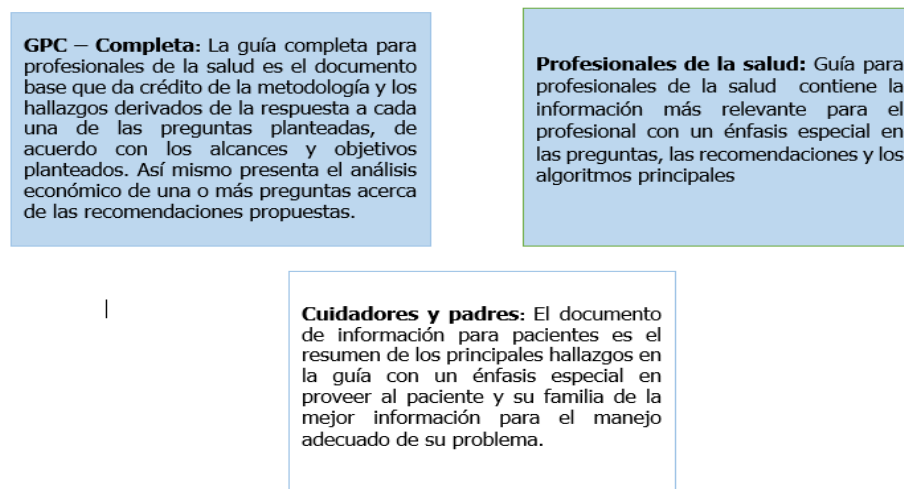 GPC – Completa: La guía completa para
profesionales de la salud es el documento
base que da crédito de la metodología y los
hallazgos derivados de la respuesta a cada
una de las preguntas planteadas, de
acuerdo con los alcances y objetivos
planteados. Así mismo presenta el análisis
económico de una o más preguntas acerca
de las recomendaciones propuestas.
Profesionales de la salud: Guía para
profesionales de la salud contiene la
información más relevante para el
profesional con un énfasis especial en
las preguntas, las recomendaciones y los
algoritmos principales
Cuidadores y padres: El documento
de información para pacientes es el
resumen de los principales hallazgos en
la guía con un énfasis especial en
proveer al paciente y su familia de la
mejor información para el manejo
adecuado de su problema.